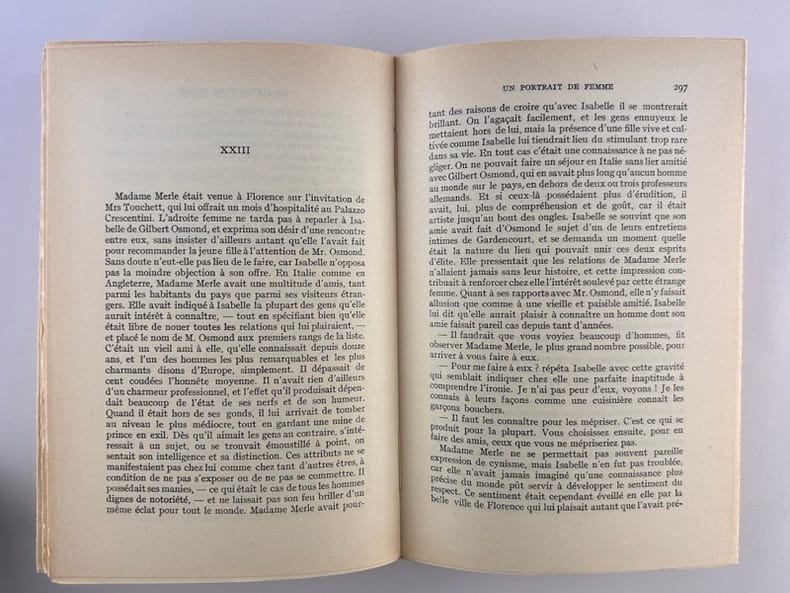 XXIII
Madame Merle était venue à Florence sur l'invitation de
Mrs Touchett, qui lui offrait un mois d'hospitalité au Palazzo
Crescentini. L'adroite femme ne tarda pas à reparler à Isa-
belle de Gilbert Osmond, et exprima son désir d'une rencontre
entre eux, sans insister d'ailleurs autant qu'elle l'avait fait
pour recommander la jeune fille à l'attention de Mr. Osmond.
Sans doute n'eut-elle pas lieu de le faire, car Isabelle n'opposa
pas la moindre objection à son offre. En Italie comme en
Angleterre, Madame Merle avait une multitude d'amis, tant
parmi les habitants du pays que parmi ses visiteurs étran-
gers. Elle avait indiqué à Isabelle la plupart des gens qu'elle
aurait intérêt à connaître, — tout en spécifiant bien qu'elle
était libre de nouer toutes les relations qui lui plairaient, —
et placé le nom de M. Osmond aux premiers rangs de la liste.
C'était un vieil ami à elle, qu'elle connaissait depuis douze
ans, et l'un des hommes les plus remarquables et les plus
charmants disons d'Europe, simplement. Il dépassait de
cent coudées l'honnête moyenne. Il n'avait rien d'ailleurs
d'un charmeur professionnel, et l'effet qu'il produisait dépen-
dait beaucoup de l'état de ses nerfs et de son humeur.
Quand il était hors de ses gonds, il lui arrivait de tomber
au niveau le plus médiocre, tout en gardant une mine de
prince en exil. Dès qu'il aimait les gens au contraire, s'inté-
ressait à un sujet, ou se trouvait émoustillé à point, on
sentait son intelligence et sa distinction. Ces attributs ne se
manifestaient pas chez lui comme chez tant d'autres êtres, à
condition de ne pas s'exposer ou de ne pas se commettre. Il
possédait ses manies, — ce qui était le cas de tous les hommes
dignes de notoriété, — et ne laissait pas son feu briller d'un
même éclat pour tout le monde. Madame Merle avait pour-
UN PORTRAIT DE FEMME 297
tant des raisons de croire qu'avec Isabelle il se montrerait
brillant. On l'agaçait facilement, et les gens ennuyeux le
mettaient hors de lui, mais la présence d'une fille vive et cul-
tivée comme Isabelle lui tiendrait lieu du stimulant trop rare
dans sa vie. En tout cas c'était une connaissance à ne pas né-
gliger. On ne pouvait faire un séjour en Italie sans lier amitié
avec Gilbert Osmond, qui en savait plus long qu'aucun homme
au monde sur le pays, en dehors de deux ou trois professeurs
allemands. Et si ceux-là possédaient plus d'érudition, il
avait, lui, plus de compréhension et de goût, car il était
artiste jusqu'au bout des ongles. Isabelle se souvint que son
amie avait fait d'Osmond le sujet d'un de leurs entretiens
intimes de Gardencourt, et se demanda un moment quelle
était la nature du lien qui pouvait unir ces deux esprits
d'élite. Elle pressentait que les relations de Madame Merle
n'allaient jamais sans leur histoire, et cette impression con-
tribuait à renforcer chez elle l'intérêt soulevé par cette étrange
femme. Quant à ses rapports avec Mr. Osmond, elle n'y faisait
allusion que comme à une vieille et paisible amitié. Isabelle
lui dit qu'elle aurait plaisir à connaître un homme dont son
amie faisait pareil cas depuis tant d'années.
— Il faudrait que vous voyiez beaucoup d'hommes, fit
observer Madame Merle, le plus grand nombre possible, pour
arriver à vous faire à eux.
— Pour me faire à eux ? répéta Isabelle avec cette gravité
qui semblait indiquer chez elle une parfaite inaptitude à
comprendre l'ironie. Je n'ai pas peur d'eux, voyons ! Je les
connais à leurs façons comme une cuisinière connaît les
garçons bouchers.
— Il faut les connaître pour les mépriser. C'est ce qui se
produit pour la plupart. Vous choisissez ensuite, pour en
faire des amis, ceux que vous ne mépriseriez pas.
Madame Merle ne se permettait pas souvent pareille
expression de cynisme, mais Isabelle n'en fut pas troublée,
car elle n'avait jamais imaginé qu'une connaissance plus
précise du monde pût servir à développer le sentiment du
respect. Ce sentiment était cependant éveillé en elle par la
belle ville de Florence qui lui plaisait autant que l'avait pré-